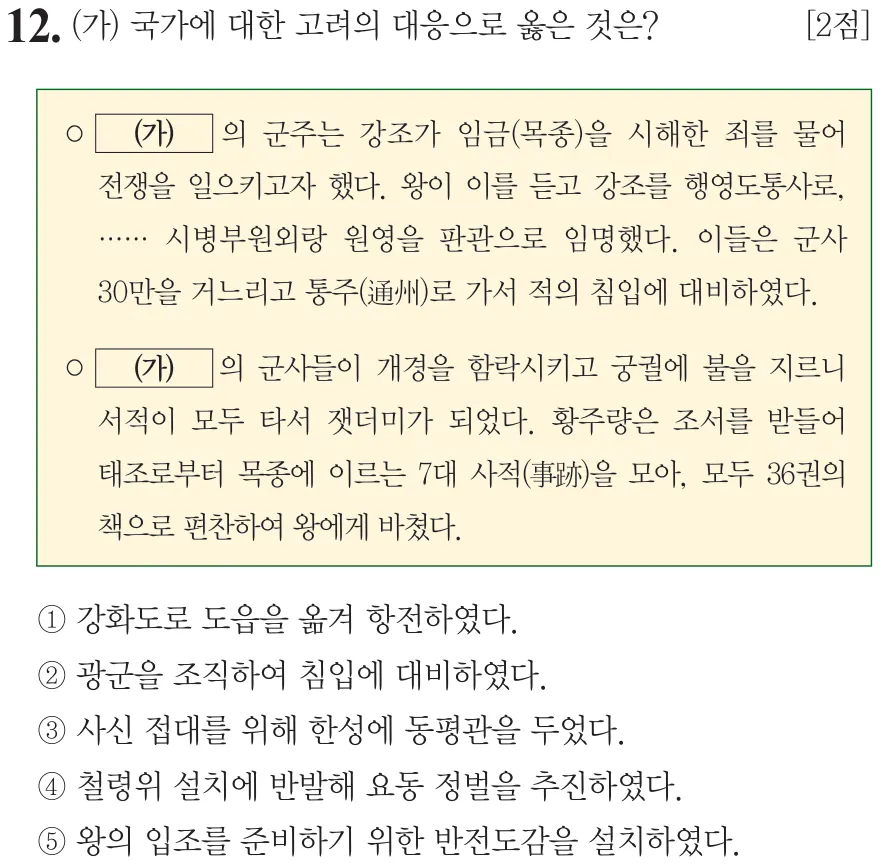 12. (가) 국가에 대한 고려의 대응으로 옳은 것은? [2점]
○ (가) 의 군주는 강조가 임금(목종)을 시해한 죄를 물어
전쟁을 일으키고자 했다. 왕이 이를 듣고 강조를 행영도통사로,
…… 시병부원외랑 원영을 판관으로 임명했다. 이들은 군사
30만을 거느리고 통주(通州)로 가서 적의 침입에 대비하였다.
○ (가) 의 군사들이 개경을 함락시키고 궁궐에 불을 지르니
서적이 모두 타서 잿더미가 되었다. 황주량은 조서를 받들어
태조로부터 목종에 이르는 7대 사적(事跡)을 모아, 모두 36권의
책으로 편찬하여 왕에게 바쳤다.
① 강화도로 도읍을 옮겨 항전하였다.
② 광군을 조직하여 침입에 대비하였다.
③ 사신 접대를 위해 한성에 동평관을 두었다.
④ 철령위 설치에 반발해 요동 정벌을 추진하였다.
⑤ 왕의 입조를 준비하기 위한 반전도감을 설치하였다.